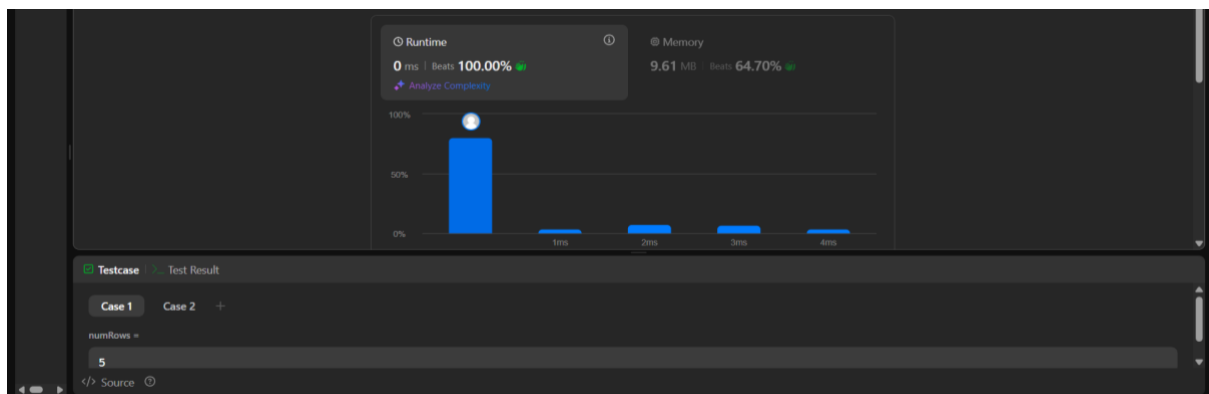 Runtime
0 ms | Beats 100.00%
Analyze Complexity
Memory
9.61 MB | Beats 64.70%
100%
50%
0%
1ms 2ms 3ms 4ms
Testcase | >_ Test Result
Case 1 Case 2 +
numRows =
5
</> Source